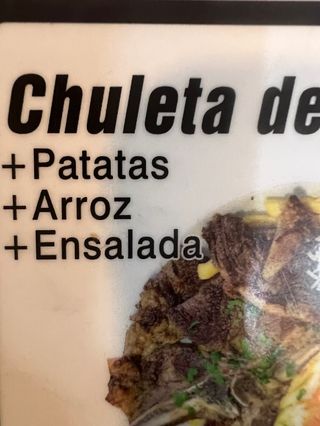 Chuleta de
+Patatas
+Arroz
+Ensalada